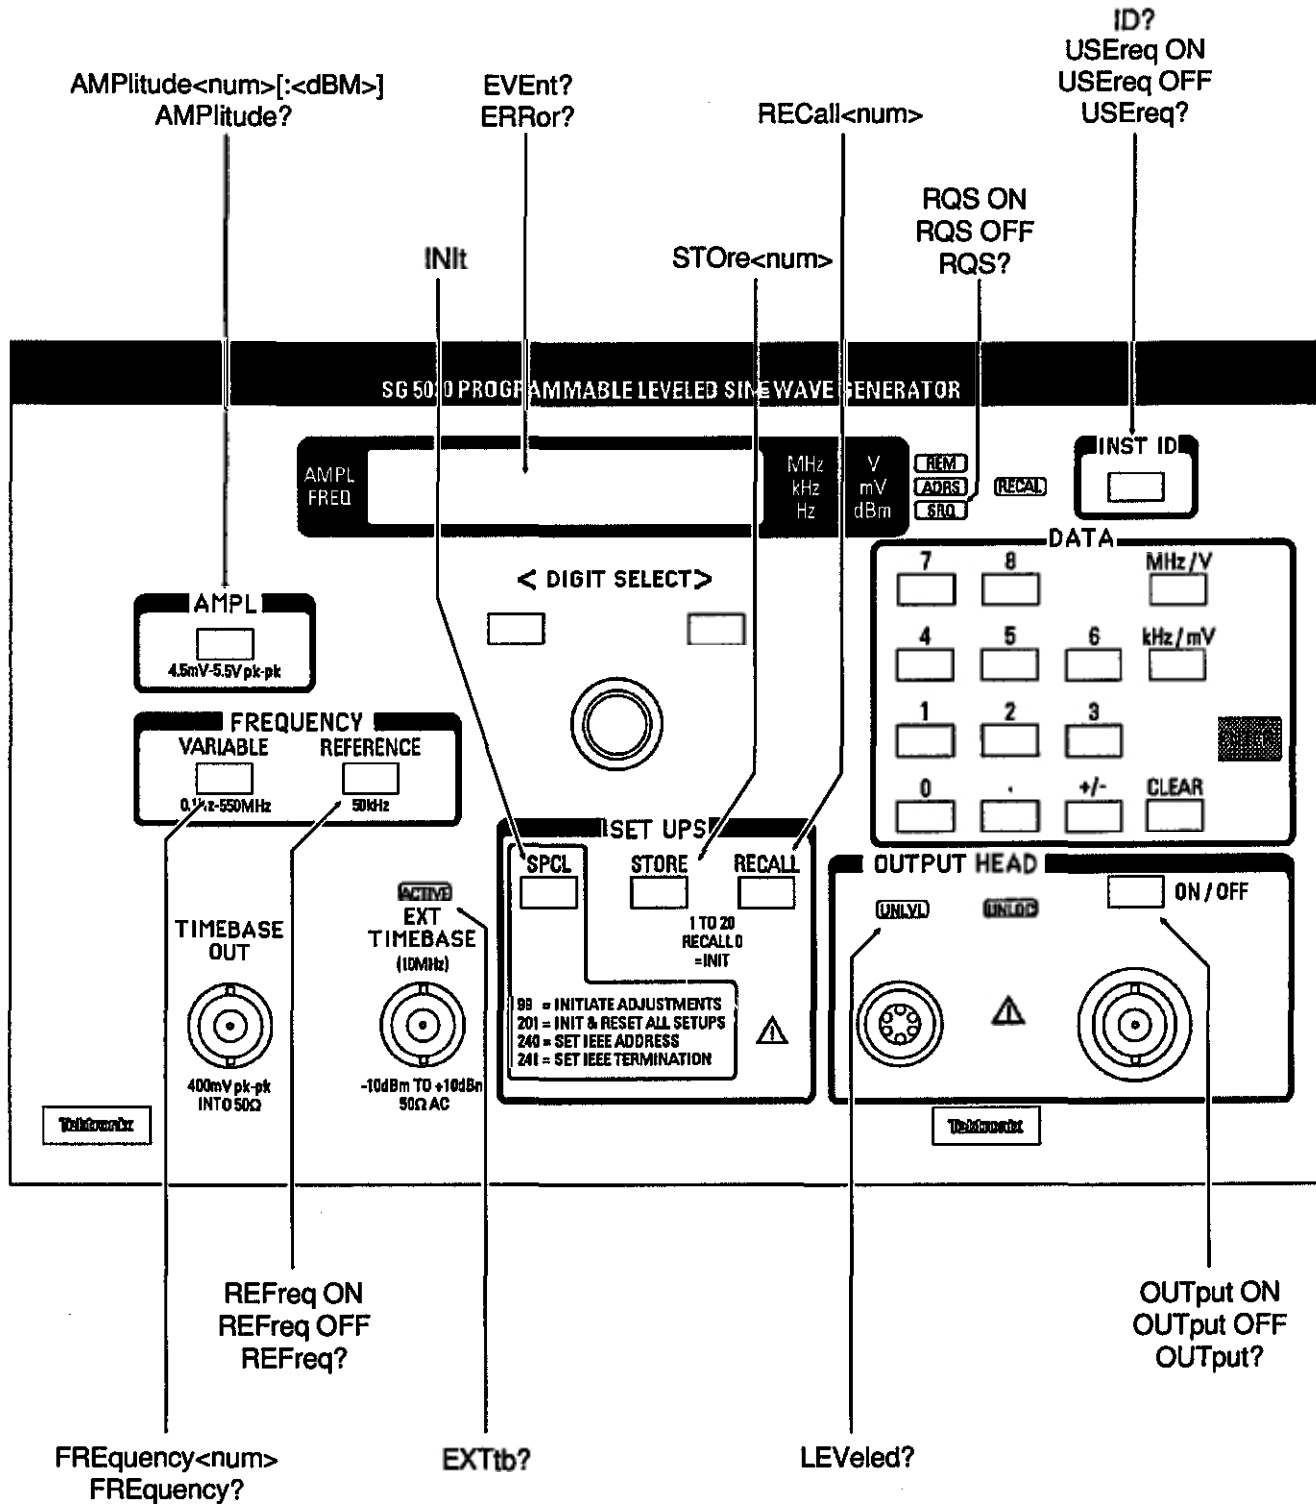 ID?
USEreq ON
USEreq OFF
USEreq?
AMPlitude<num>[:<dBM>]
AMPlitude?
EVEnt?
ERRor?
RECall<num>
RQS ON
RQS OFF
RQS?
INIt
STOre<num>
SG 5030 PROGRAMMABLE LEVELED SINE WAVE GENERATOR
AMPL
FREQ
MHz V
kHz mV
Hz dBm
REM
ADRS
SRQ
RECAL
INST ID
< DIGIT SELECT >
DATA
7 8 MHz/V
4 5 6 kHz/mV
1 2 3
0 . +/- CLEAR
AMPL
4.5mV-5.5V pk-pk
FREQUENCY
VARIABLE REFERENCE
50kHz
SET UPS
SPCL STORE RECALL
1 TO 20
RECALL 0
=INIT
99 = INITIATE ADJUSTMENTS
201 = INIT & RESET ALL SETUPS
240 = SET IEEE ADDRESS
241 = SET IEEE TERMINATION
OUTPUT HEAD
UNLVL
UNLOC
ON / OFF
TIMEBASE
OUT
400mV pk-pk
INTO 50Ω
ACTIVE
EXT
TIMEBASE
(10MHz)
-10dBm TO +10dBm
50Ω AC
Tektronix
Tektronix
REFreq ON
REFreq OFF
REFreq?
OUTput ON
OUTput OFF
OUTput?
FREquency<num>
FREquency?
EXTtb?
LEVeled?